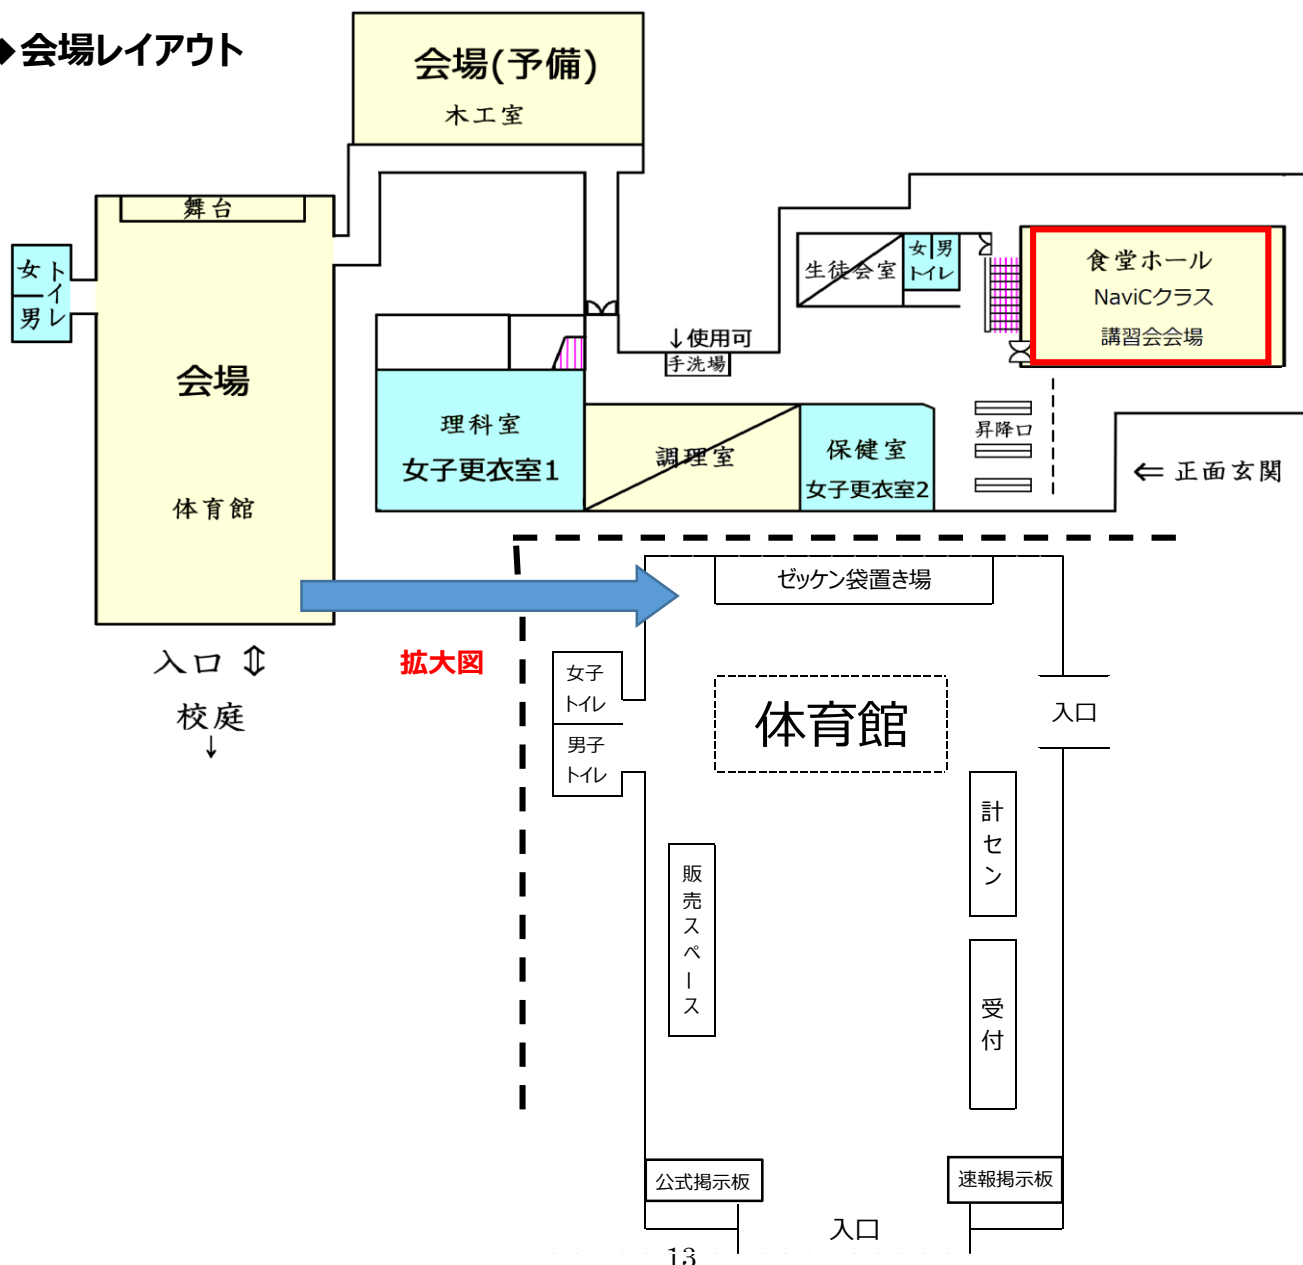 ◆会場レイアウト
会場(予備)
木工室
舞台
女
男
トイレ
会場
体育館
生徒会室
女 男
トイレ
食堂ホール
NaviCクラス
講習会会場
↓使用可
手洗場
理科室
女子更衣室1
調理室
保健室
女子更衣室2
昇降口
⇐ 正面玄関
入口 ⇕
校庭
↓
拡大図
ゼッケン袋置き場
女子
トイレ
男子
トイレ
体育館
入口
計セン
販売スペース
受付
公式掲示板
速報掲示板
入口
13